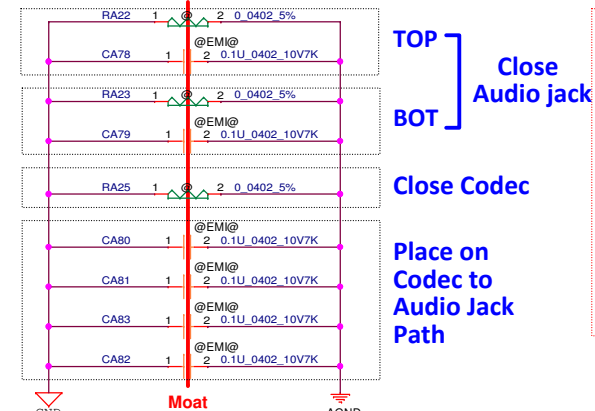 RA22 1 @ 2 0_0402_5%
@EMI@
CA78 1 2 0.1U_0402_10V7K
RA23 1 @ 2 0_0402_5%
@EMI@
CA79 1 2 0.1U_0402_10V7K
TOP
Close
Audio jack
BOT
RA25 1 @ 2 0_0402_5%
Close Codec
@EMI@
CA80 1 2 0.1U_0402_10V7K
@EMI@
CA81 1 2 0.1U_0402_10V7K
@EMI@
CA83 1 2 0.1U_0402_10V7K
@EMI@
CA82 1 2 0.1U_0402_10V7K
Place on
Codec to
Audio Jack
Path
Moat
GND
AGND